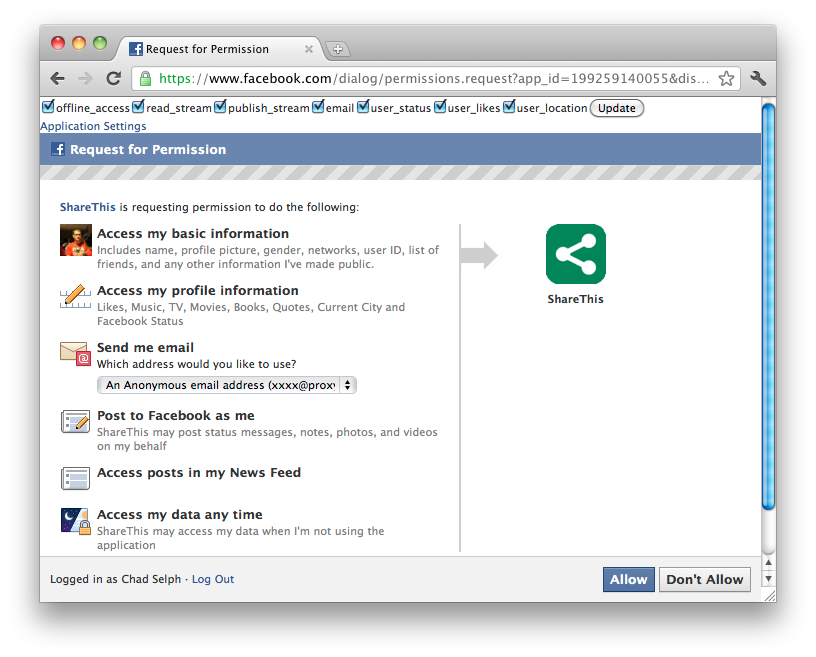 Request for Permission
https://www.facebook.com/dialog/permissions.request?app_id=199259140055&dis...
offline_access read_stream publish_stream email user_status user_likes user_location Update
Application Settings
Request for Permission
ShareThis is requesting permission to do the following:
Access my basic information
Includes name, profile picture, gender, networks, user ID, list of
friends, and any other information I've made public.
Access my profile information
Likes, Music, TV, Movies, Books, Quotes, Current City and
Facebook Status
Send me email
Which address would you like to use?
An Anonymous email address (xxxx@prox
Post to Facebook as me
ShareThis may post status messages, notes, photos, and videos
on my behalf
Access posts in my News Feed
Access my data any time
ShareThis may access my data when I'm not using the
application
ShareThis
Logged in as Chad Selph · Log Out
Allow
Don't Allow